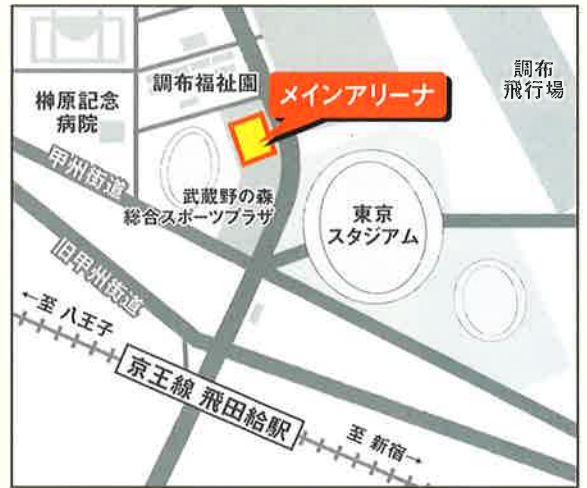 調布
飛行場
調布福祉園
メインアリーナ
榊原記念
病院
甲州街道
武蔵野の森
総合スポーツプラザ
東京
スタジアム
旧甲州街道
←至 八王子
京王線 飛田給駅
至 新宿→